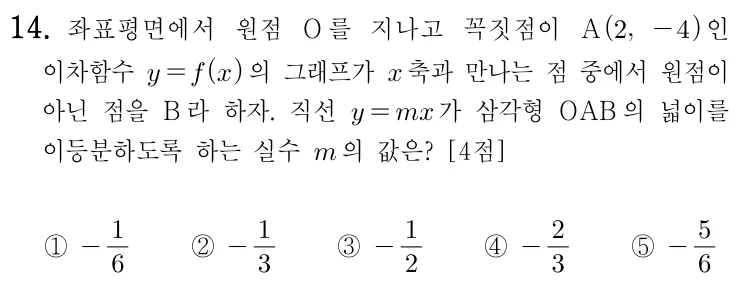 14. 좌표평면에서 원점 O를 지나고 꼭짓점이 A(2, −4)인
이차함수 y=f(x)의 그래프가 x축과 만나는 점 중에서 원점이
아닌 점을 B라 하자. 직선 y=mx가 삼각형 OAB의 넓이를
이등분하도록 하는 실수 m의 값은? [4점]
① −1/6 ② −1/3 ③ −1/2 ④ −2/3 ⑤ −5/6